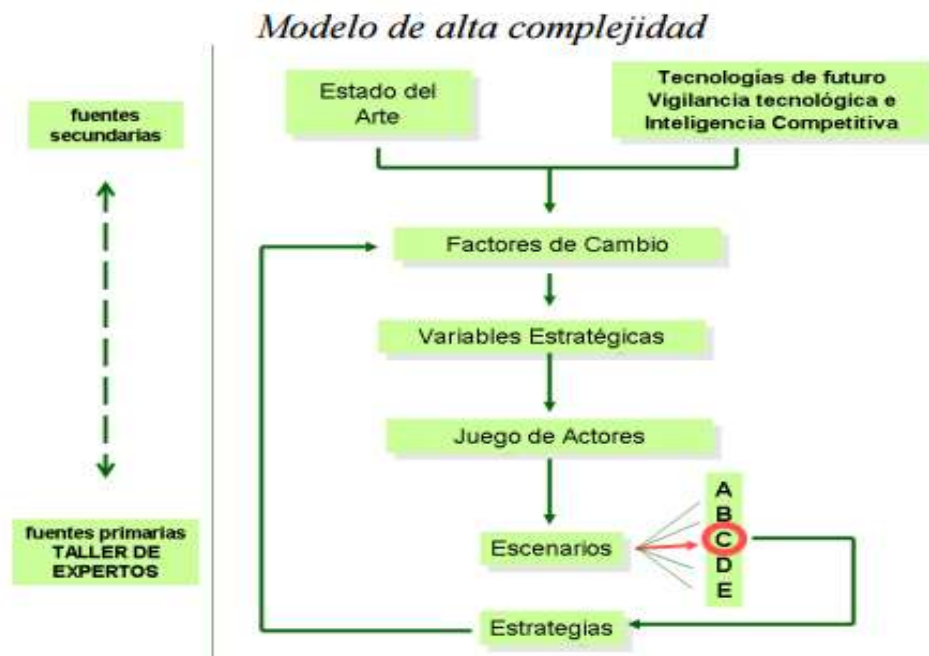 Modelo de alta complejidad
fuentes
secundarias
fuentes primarias
TALLER DE
EXPERTOS
Estado del
Arte
Tecnologías de futuro
Vigilancia tecnológica e
Inteligencia Competitiva
Factores de Cambio
Variables Estratégicas
Juego de Actores
Escenarios
A
B
C
D
E
Estrategias